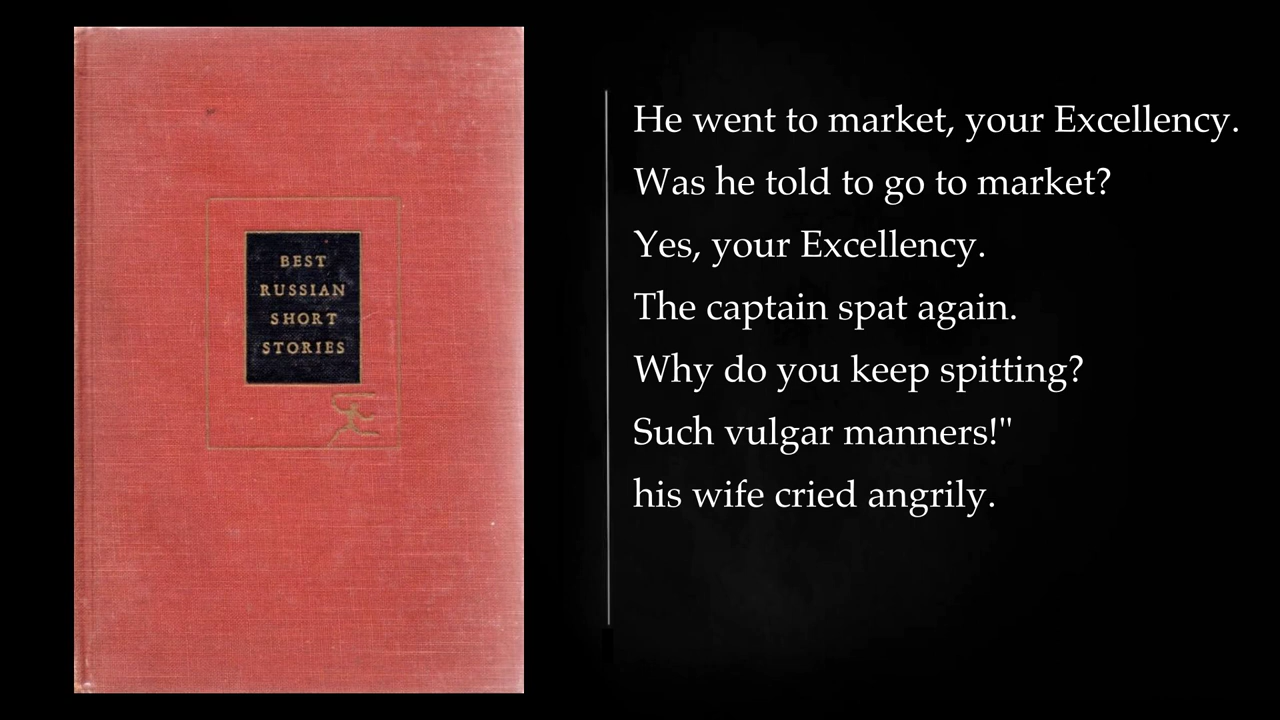 BEST
RUSSIAN
SHORT
STORIES
He went to market, your Excellency.
Was he told to go to market?
Yes, your Excellency.
The captain spat again.
Why do you keep spitting?
Such vulgar manners!"
his wife cried angrily.